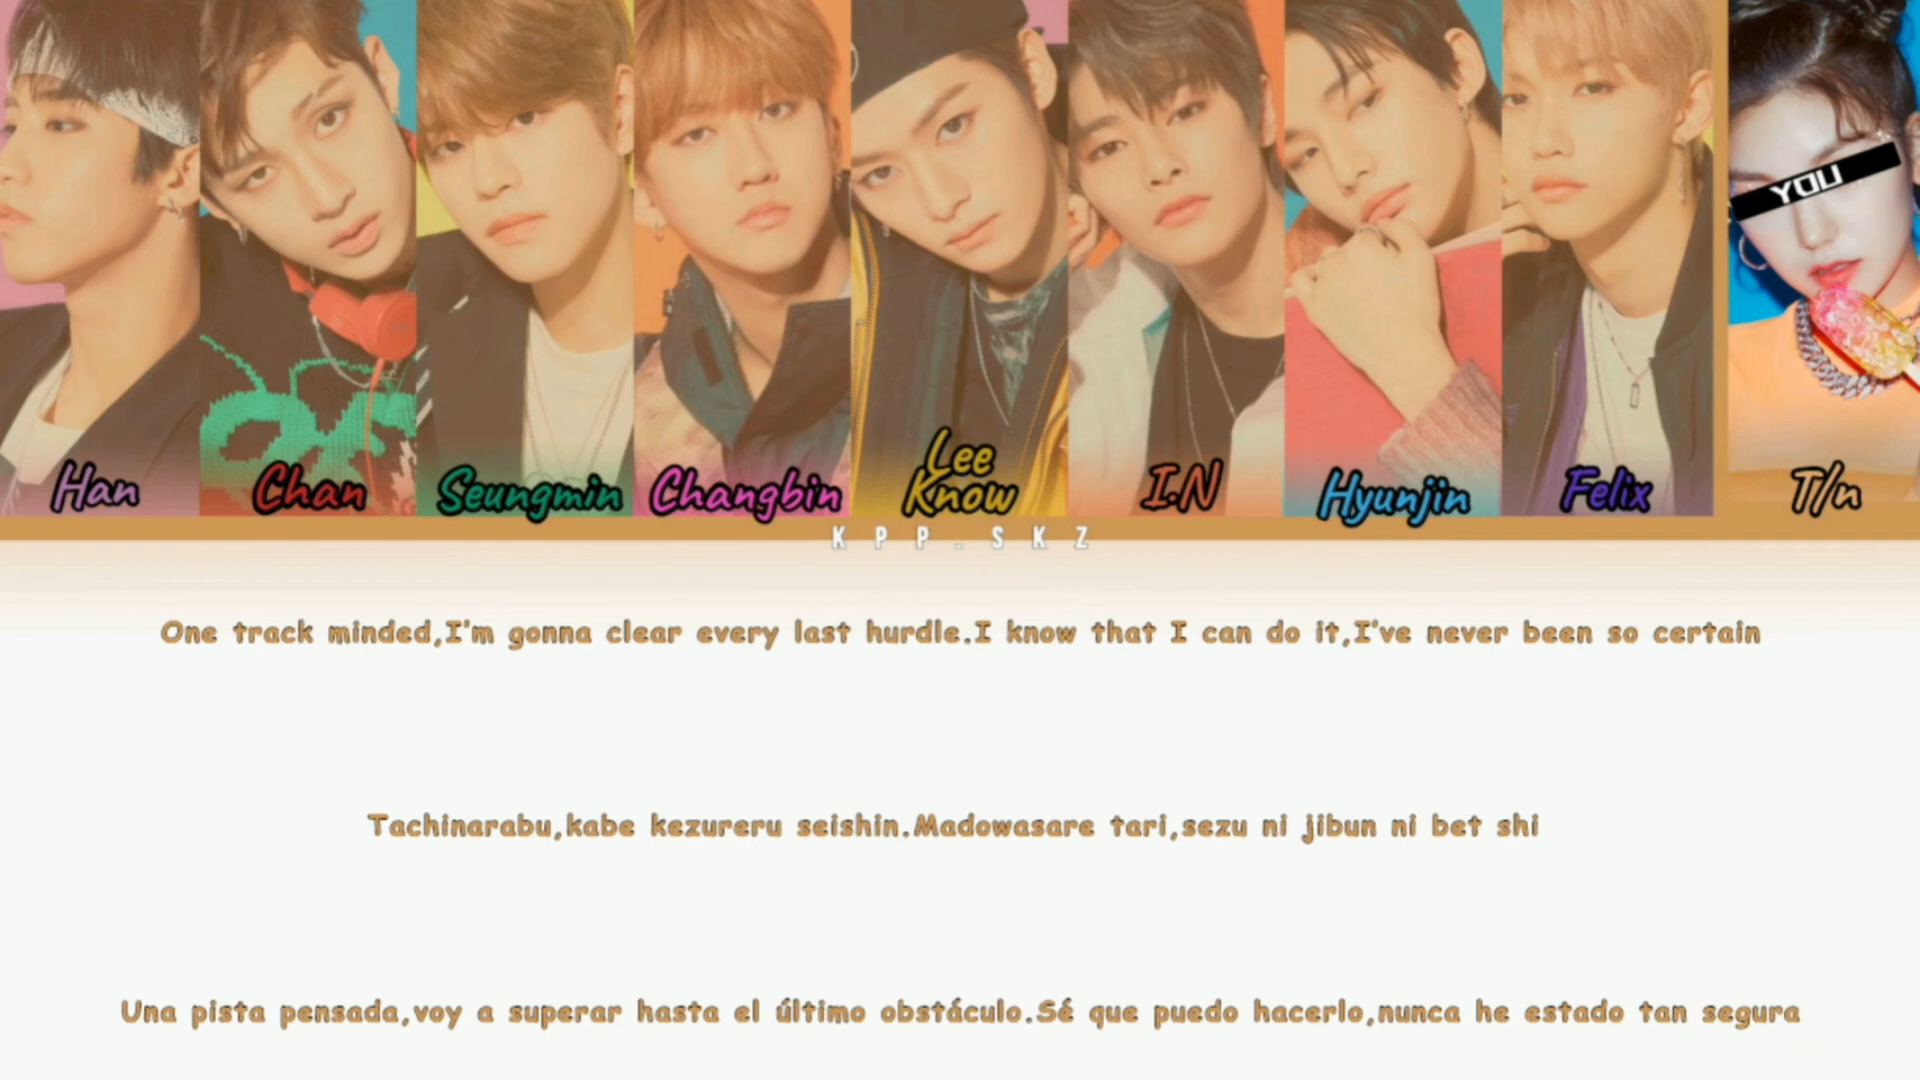 YOU
Han
Chan
Seungmin
Changbin
Lee
Know
I.N
Hyunjin
Felix
T/n
KPP.SKZ
One track minded,I'm gonna clear every last hurdle.I know that I can do it,I've never been so certain
Tachinarabu,kabe kezureru seishin.Madowasare tari,sezu ni jibun ni bet shi
Una pista pensada,voy a superar hasta el último obstáculo.Sé que puedo hacerlo,nunca he estado tan segura